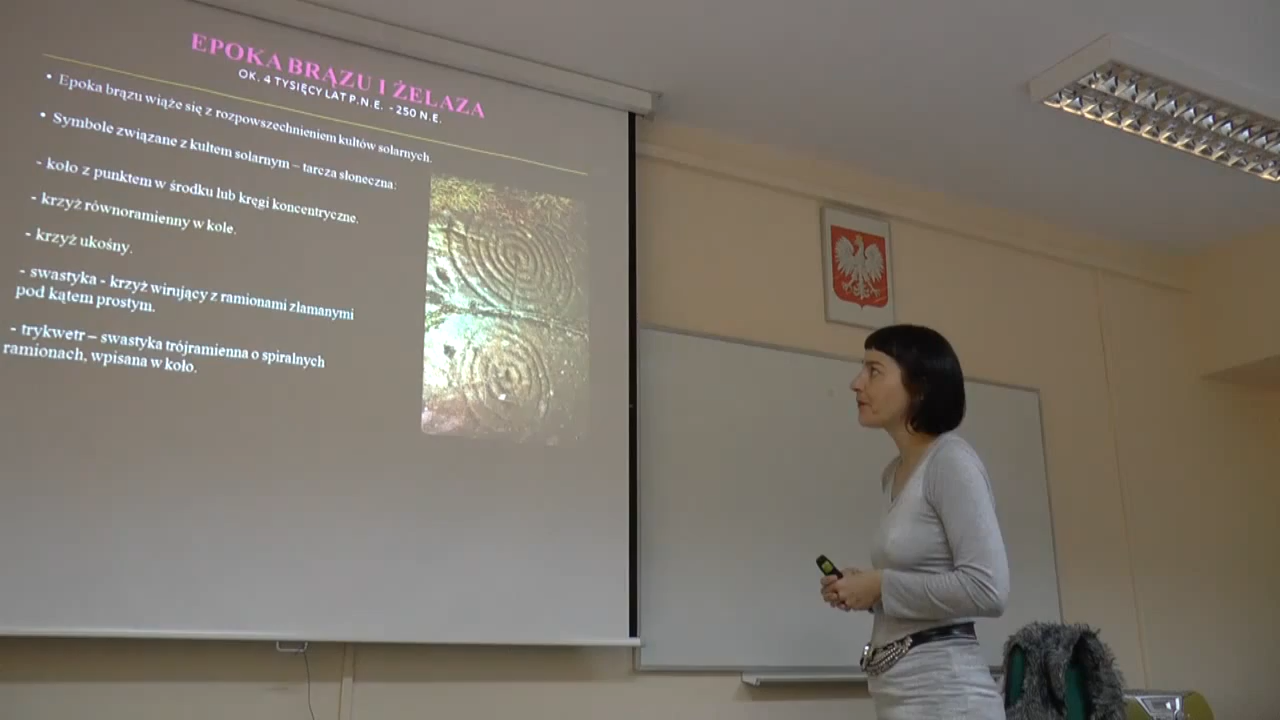 EPOKA BRĄZU I ŻELAZA
OK. 4 TYSIĘCY LAT P.N.E. - 250 N.E.
• Epoka brązu wiąże się z rozpowszechnieniem kultów solarnych.
• Symbole związane z kultem solarnym – tarcza słoneczna:
- koło z punktem w środku lub kręgi koncentryczne.
- krzyż równoramienny w kole.
- krzyż ukośny.
- swastyka - krzyż wirujący z ramionami złamanymi
pod kątem prostym.
- trykwetr – swastyka trójramienna o spiralnych
ramionach, wpisana w koło.